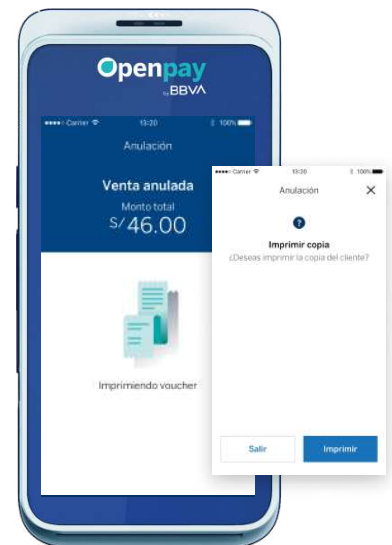 Openpay
by BBVA
Carrier 13:20 100%
Anulación
Venta anulada
Monto total
S/ 46.00
Imprimiendo voucher
Carrier 13:20 100%
Anulación
Imprimir copia
¿Deseas imprimir la copia del cliente?
Salir
Imprimir